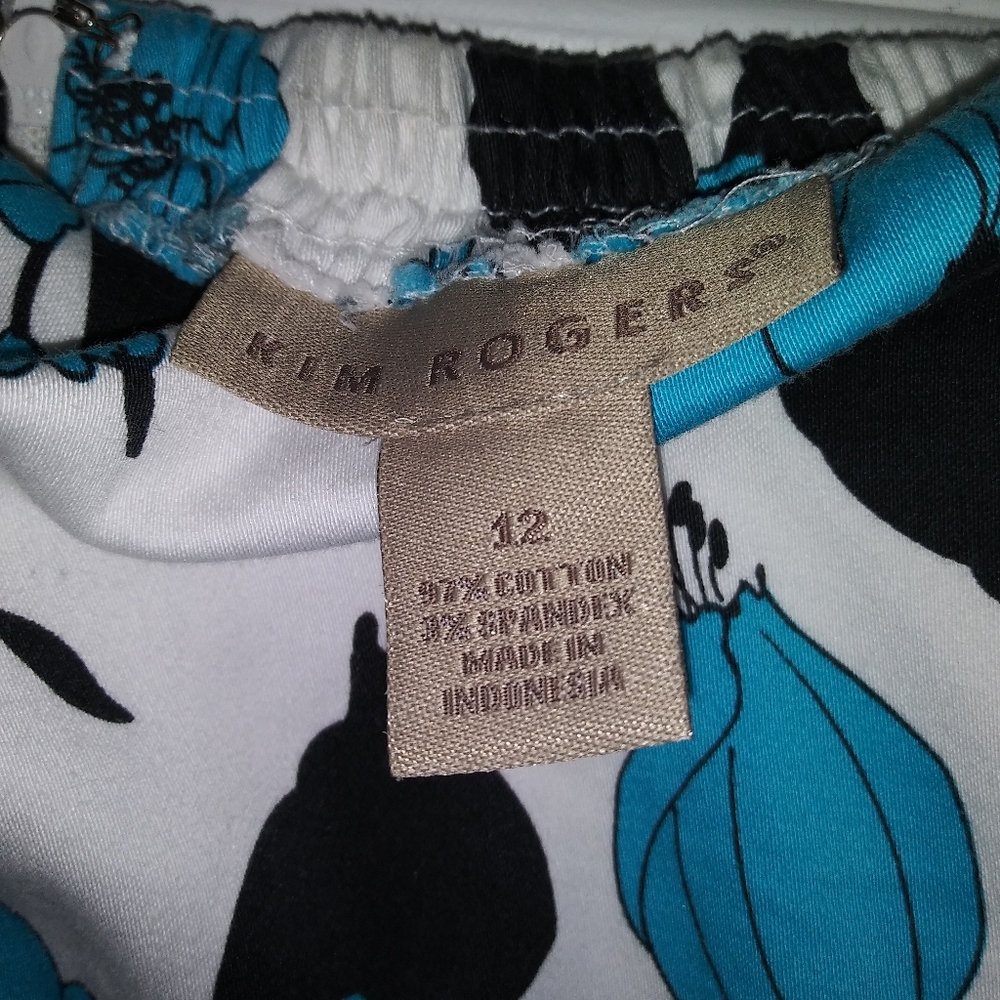 KIM ROGERS
12
97% COTTON
3% SPANDEX
MADE IN
INDONESIA